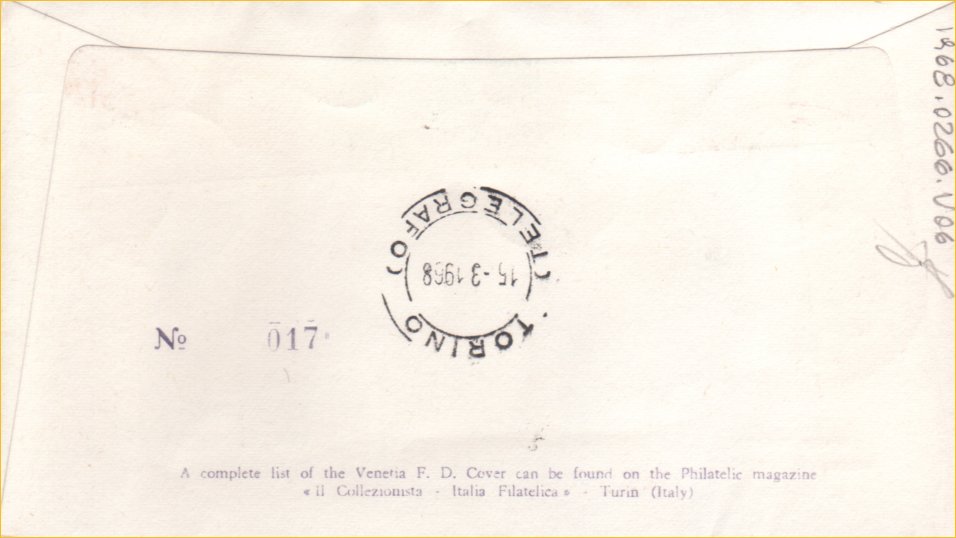 1968.0266.V06
TORINO
(TELEGRAFO)
15-3 1968
No 017
A complete list of the Venetia F. D. Cover can be found on the Philatelic magazine
« Il Collezionista - Italia Filatelica » - Turin (Italy)